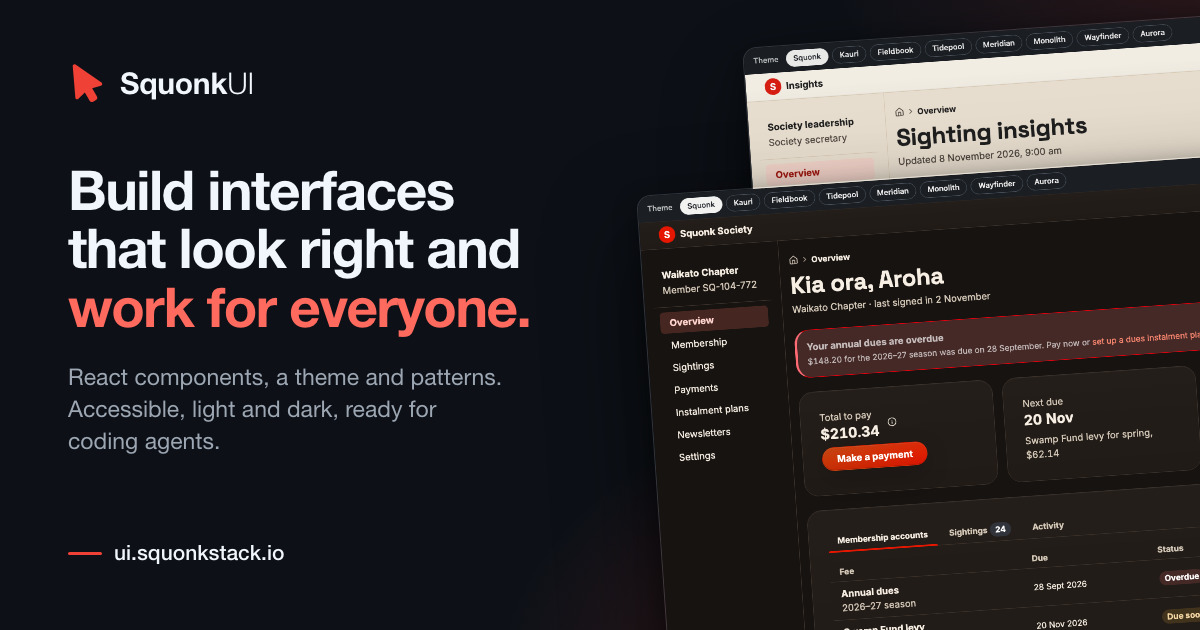 SquonkUI
Build interfaces
that look right and
work for everyone.
React components, a theme and patterns.
Accessible, light and dark, ready for
coding agents.
ui.squonkstack.io
Theme Squonk Kauri Fieldbook Tidepool Meridian Monolith Wayfinder Aurora
S Insights
Society leadership
Society secretary
Overview
Overview
Sighting insights
Updated 8 November 2026, 9:00 am
Theme Squonk Kauri Fieldbook Tidepool Meridian Monolith Wayfinder Aurora
S Squonk Society
Waikato Chapter
Member SQ-104-772
Overview
Membership
Sightings
Payments
Instalment plans
Newsletters
Settings
Overview
Kia ora, Aroha
Waikato Chapter · last signed in 2 November
Your annual dues are overdue
$148.20 for the 2026–27 season was due on 28 September. Pay now or set up a dues instalment
Total to pay
$210.34
Make a payment
Next due
20 Nov
Swamp Fund levy for spring,
$62.14
Membership accounts Sightings 24 Activity
Fee Due Status
Annual dues 28 Sept 2026 Overdue
2026–27 season
Swamp Fund levy 20 Nov 2026 Due